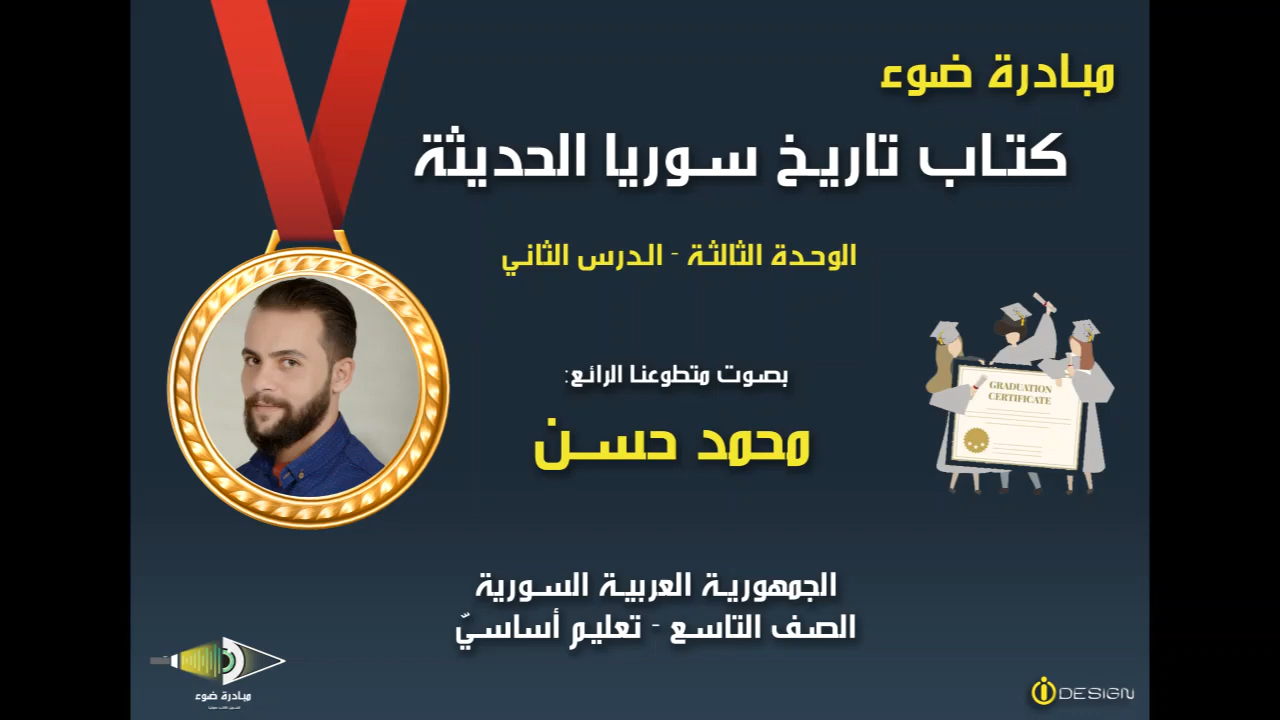 مبادرة ضوء
كتاب تاريخ سوريا الحديثة
الوحدة الثالثة - الدرس الثاني
بصوت متطوعنا الرائع:
محمد حسن
GRADUATION
CERTIFICATE
الجمهورية العربية السورية
الصف التاسع - تعليم أساسيّ
مبادرة ضوء
DESIGN